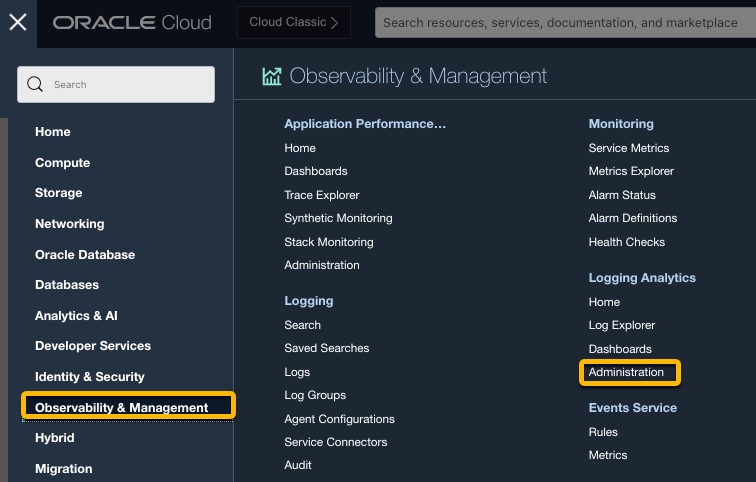 ORACLE Cloud
Cloud Classic
Search resources, services, documentation, and marketplace
Search
Home
Compute
Storage
Networking
Oracle Database
Databases
Analytics & AI
Developer Services
Identity & Security
Observability & Management
Hybrid
Migration
Observability & Management
Application Performance...
Home
Dashboards
Trace Explorer
Synthetic Monitoring
Stack Monitoring
Administration
Logging
Search
Saved Searches
Logs
Log Groups
Agent Configurations
Service Connectors
Audit
Monitoring
Service Metrics
Metrics Explorer
Alarm Status
Alarm Definitions
Health Checks
Logging Analytics
Home
Log Explorer
Dashboards
Administration
Events Service
Rules
Metrics